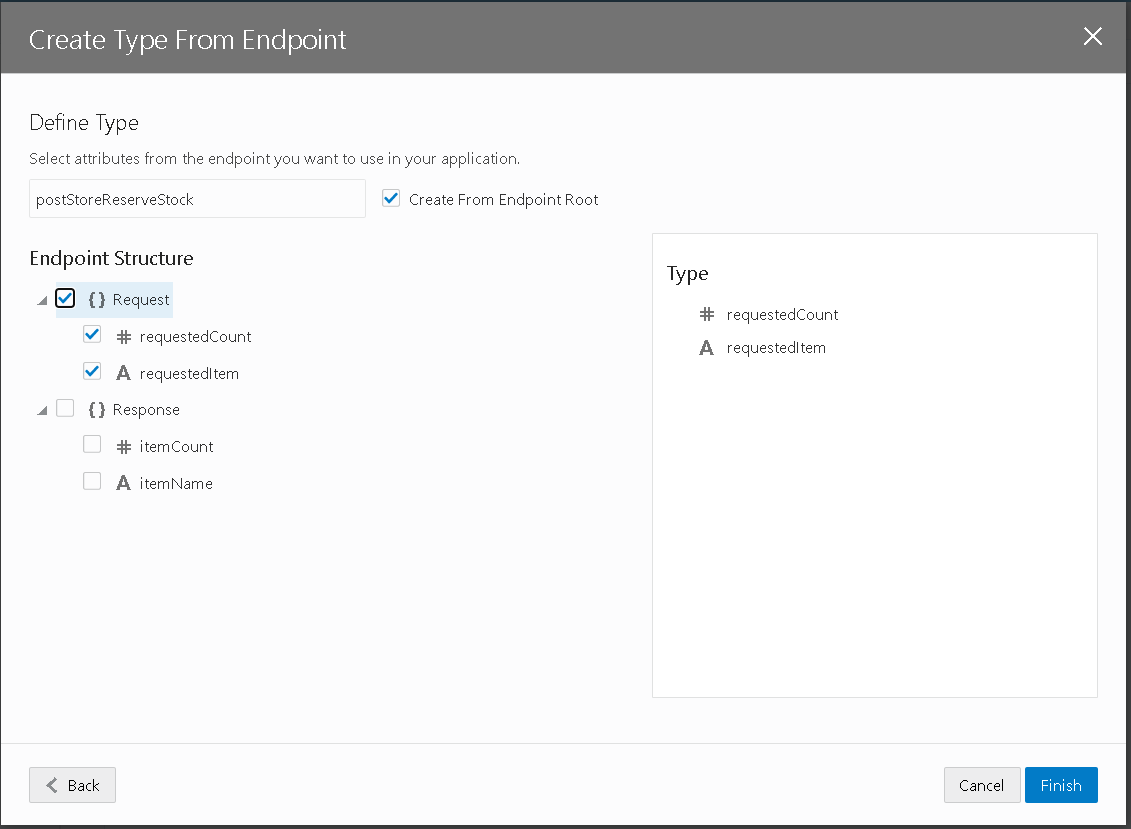 Create Type From Endpoint
Define Type
Select attributes from the endpoint you want to use in your application.
postStoreReserveStock
Create From Endpoint Root
Endpoint Structure
{} Request
# requestedCount
A requestedItem
{} Response
# itemCount
A itemName
Type
# requestedCount
A requestedItem
Back
Cancel
Finish